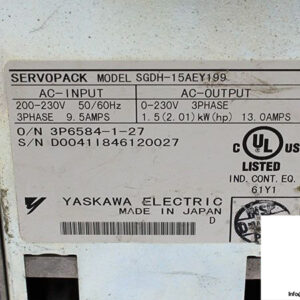 SERVOPACK MODEL SGDH-15AEY199
AC-INPUT AC-OUTPUT
200-230V 50/60Hz 0-230V 3PHASE
3PHASE 9.5AMPS 1.5(2.01)kW(hp) 13.0AMPS
O/N 3P6584-1-27
S/N D0041I846120027
C UL US
LISTED
IND. CONT. EQ.
61Y1
YASKAWA ELECTRIC
MADE IN JAPAN
D